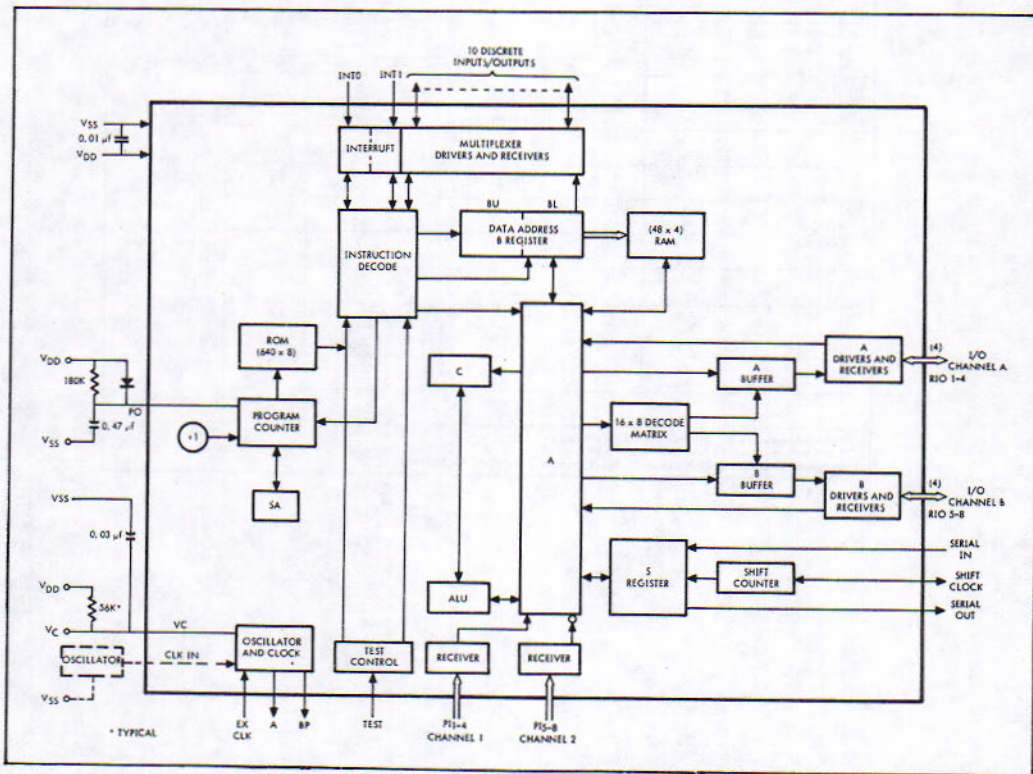 10 DISCRETE
INPUTS/OUTPUTS
INT0
INT1
VSS
0.01 µf
VDD
INTERRUPT
MULTIPLEXER
DRIVERS AND RECEIVERS
BU
BL
INSTRUCTION
DECODE
DATA ADDRESS
B REGISTER
(48 x 4)
RAM
ROM
(640 x 8)
VDD
180K
PO
0.47 µf
VSS
+1
PROGRAM
COUNTER
SA
C
A
A
BUFFER
A
DRIVERS AND
RECEIVERS
(4)
I/O
CHANNEL A
RIO 1-4
16 x 8 DECODE
MATRIX
B
BUFFER
B
DRIVERS AND
RECEIVERS
(4)
I/O
CHANNEL B
RIO 5-8
VSS
0.03 µf
VDD
56K*
VC
VC
OSCILLATOR
CLK IN
VSS
OSCILLATOR
AND CLOCK
TEST
CONTROL
ALU
RECEIVER
RECEIVER
S
REGISTER
SHIFT
COUNTER
SERIAL
IN
SHIFT
CLOCK
SERIAL
OUT
* TYPICAL
EX
CLK
A
BP
TEST
PI1-4
CHANNEL 1
PI5-8
CHANNEL 2